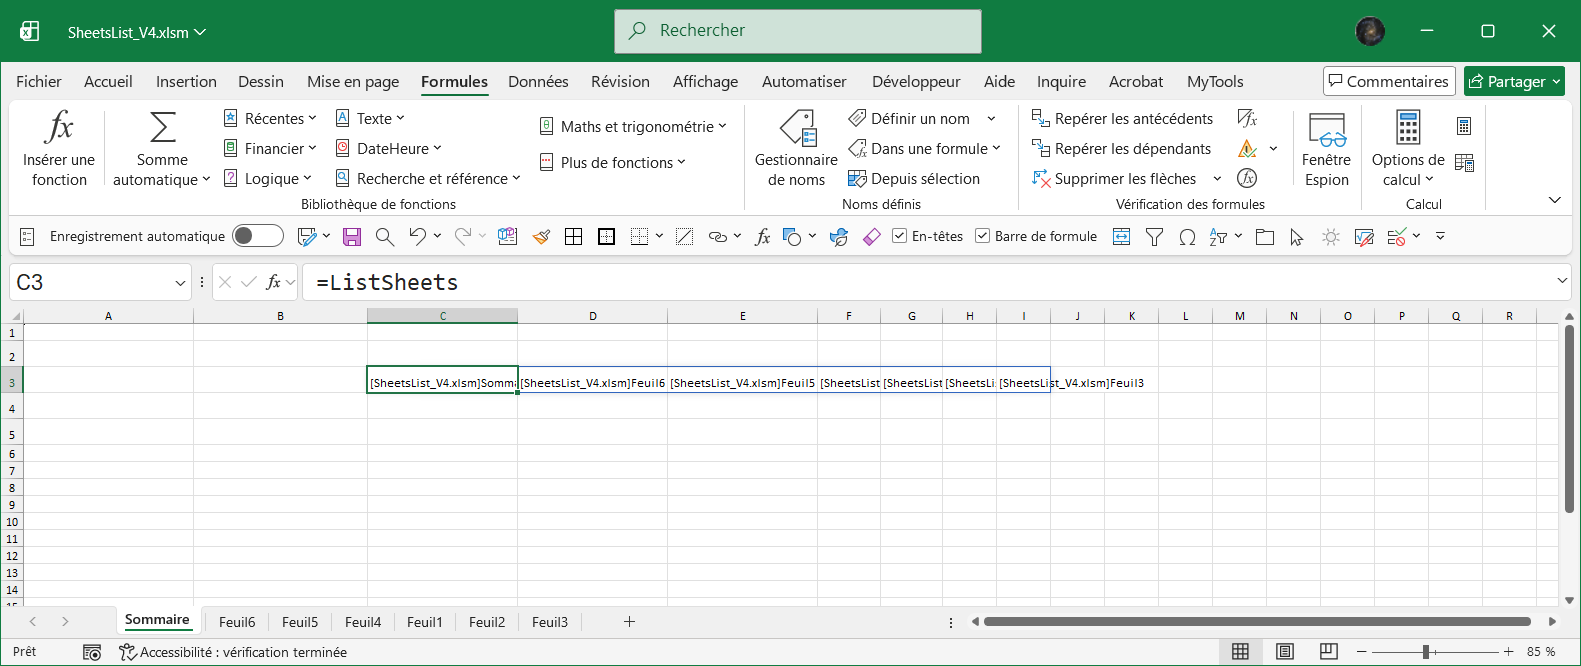 SheetsList_V4.xlsm
Rechercher
Fichier Accueil Insertion Dessin Mise en page Formules Données Révision Affichage Automatiser Développeur Aide Inquire Acrobat MyTools Commentaires Partager
Insérer une fonction
Somme automatique
Récentes
Financier
Logique
Texte
DateHeure
Recherche et référence
Maths et trigonométrie
Plus de fonctions
Bibliothèque de fonctions
Gestionnaire de noms
Définir un nom
Dans une formule
Depuis sélection
Noms définis
Repérer les antécédents
Repérer les dépendants
Supprimer les flèches
Vérification des formules
Fenêtre Espion
Options de calcul
Calcul
Enregistrement automatique En-têtes Barre de formule
C3 fx =ListSheets
A B C D E F G H I J K L M N O P Q R
1
2
3 [SheetsList_V4.xlsm]Somma [SheetsList_V4.xlsm]Feuil6 [SheetsList_V4.xlsm]Feuil5 [SheetsList [SheetsList [SheetsLi [SheetsList_V4.xlsm]Feuil3
4
5
6
7
8
9
10
11
12
13
14
15
Sommaire Feuil6 Feuil5 Feuil4 Feuil1 Feuil2 Feuil3
Prêt Accessibilité : vérification terminée 85 %